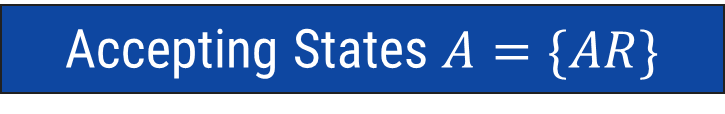 Accepting States A = {AR}